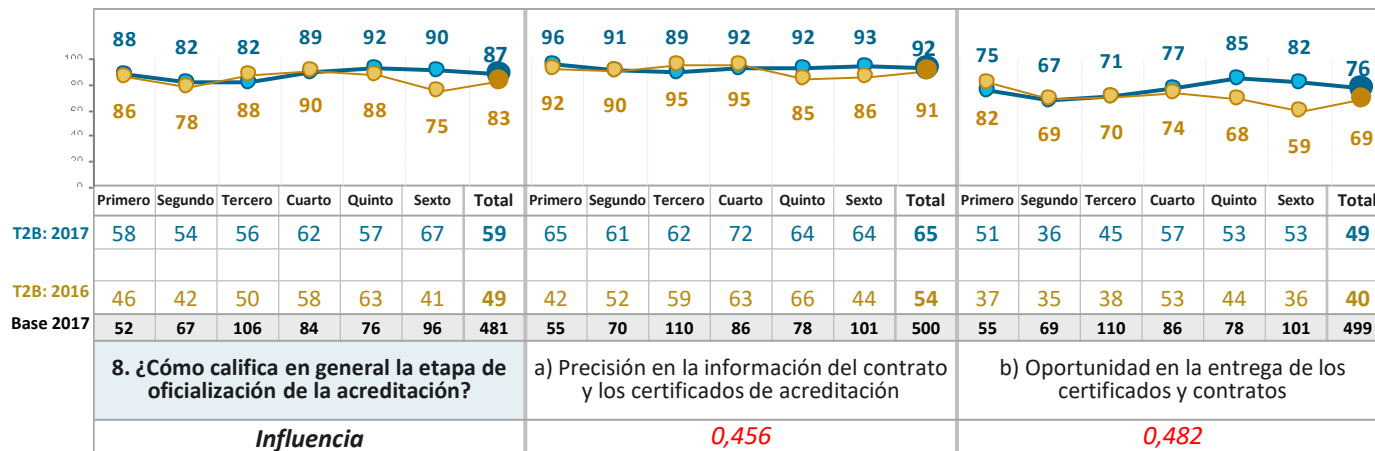 88 82 82 89 92 90 87 96 91 89 92 92 93 92 75 67 71 77 85 82 76
86 78 88 90 88 75 83 92 90 95 95 85 86 91 82 69 70 74 68 59 69
100
80
60
40
20
0
Primero Segundo Tercero Cuarto Quinto Sexto Total Primero Segundo Tercero Cuarto Quinto Sexto Total Primero Segundo Tercero Cuarto Quinto Sexto Total
T2B: 2017 58 54 56 62 57 67 59 65 61 62 72 64 64 65 51 36 45 57 53 53 49
T2B: 2016 46 42 50 58 63 41 49 42 52 59 63 66 44 54 37 35 38 53 44 36 40
Base 2017 52 67 106 84 76 96 481 55 70 110 86 78 101 500 55 69 110 86 78 101 499
8. ¿Cómo califica en general la etapa de
oficialización de la acreditación?
a) Precisión en la información del contrato
y los certificados de acreditación
b) Oportunidad en la entrega de los
certificados y contratos
Influencia 0,456 0,482